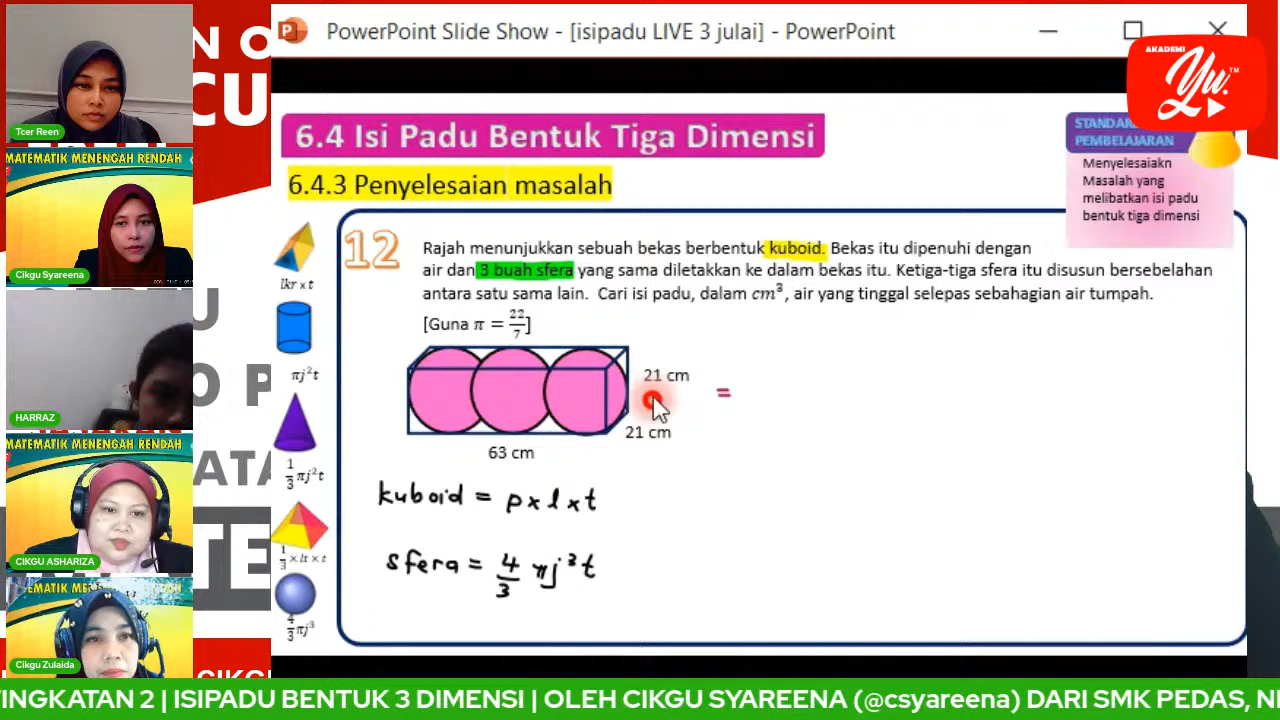 PowerPoint Slide Show - [isipadu LIVE 3 julai] - PowerPoint
AKADEMI
Yu.
TM
6.4 Isi Padu Bentuk Tiga Dimensi
6.4.3 Penyelesaian masalah
PEMBELAJARAN
Menyelesaiakn
Masalah yang
melibatkan isi padu
bentuk tiga dimensi
12
Rajah menunjukkan sebuah bekas berbentuk kuboid. Bekas itu dipenuhi dengan
air dan 3 buah sfera yang sama diletakkan ke dalam bekas itu. Ketiga-tiga sfera itu disusun bersebelahan
antara satu sama lain. Cari isi padu, dalam cm³, air yang tinggal selepas sebahagian air tumpah.
[Guna π = 22/7]
21 cm
=
21 cm
63 cm
kuboid = p x l x t
sfera = 4/3 πj³t
lkr x t
πj²t
1/3 πj²t
1/3 × lt × t
4/3 πj³
Tcer Reen
MATEMATIK MENENGAH RENDAH
Cikgu Syareena
HARRAZ
MATEMATIK MENENGAH RENDAH
CIKGU ASHARIZA
Cikgu Zulaida
TINGKATAN 2 | ISIPADU BENTUK 3 DIMENSI | OLEH CIKGU SYAREENA (@csyareena) DARI SMK PEDAS, NE